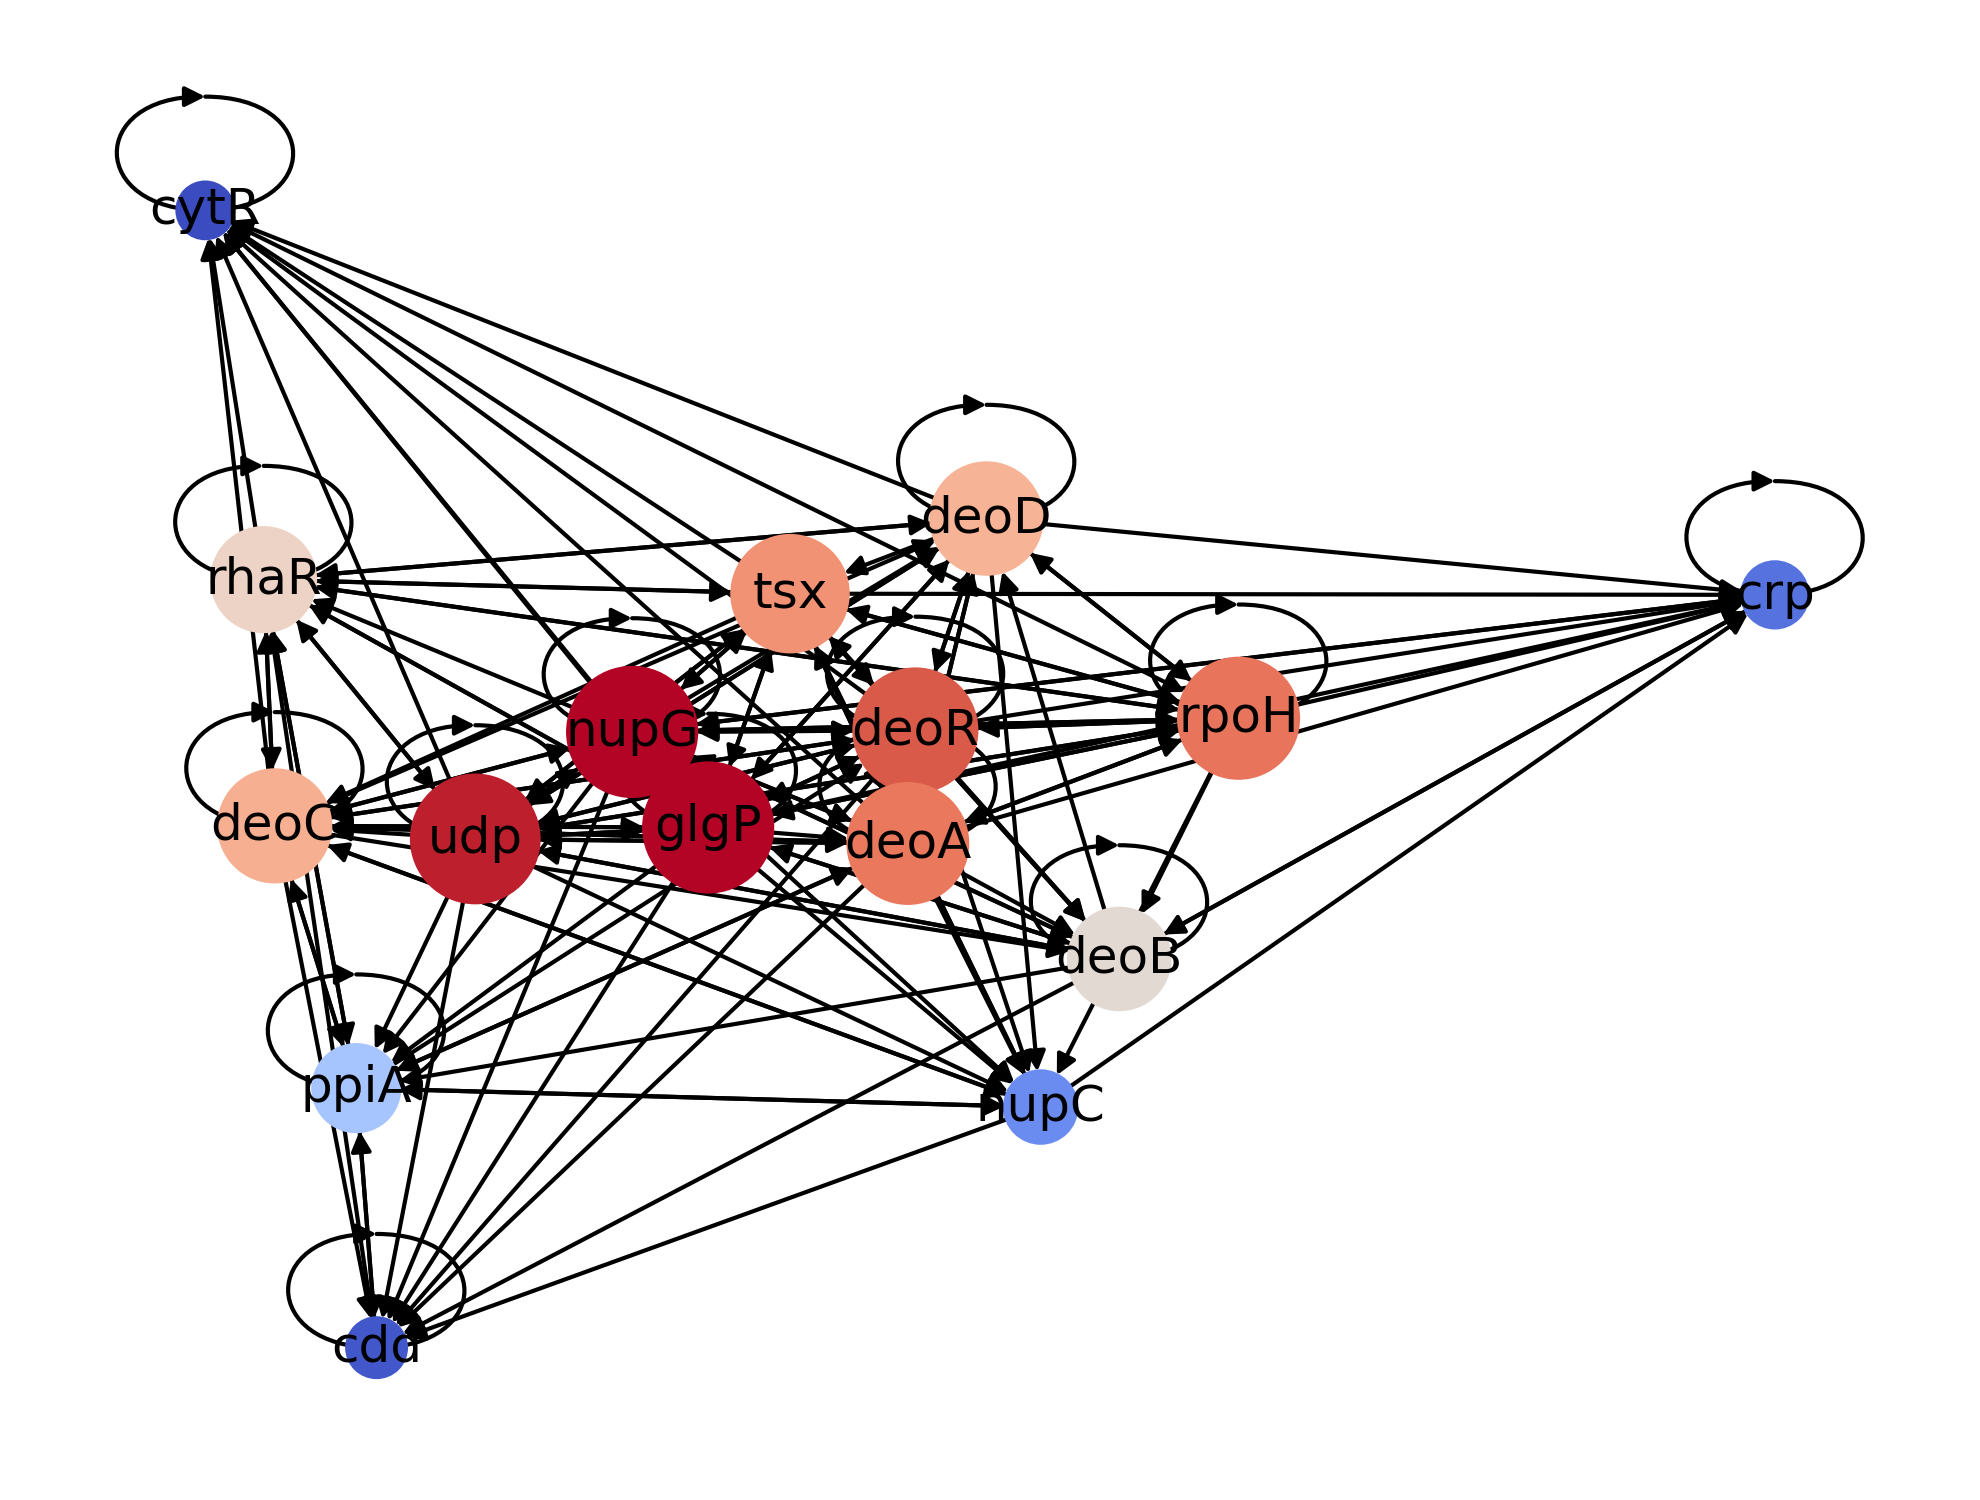 cytR
deoD
rhaR
tsx
crp
nupG
deoR
rpoH
deoC
udp
glgP
deoA
deoB
ppiA
nupC
cdd